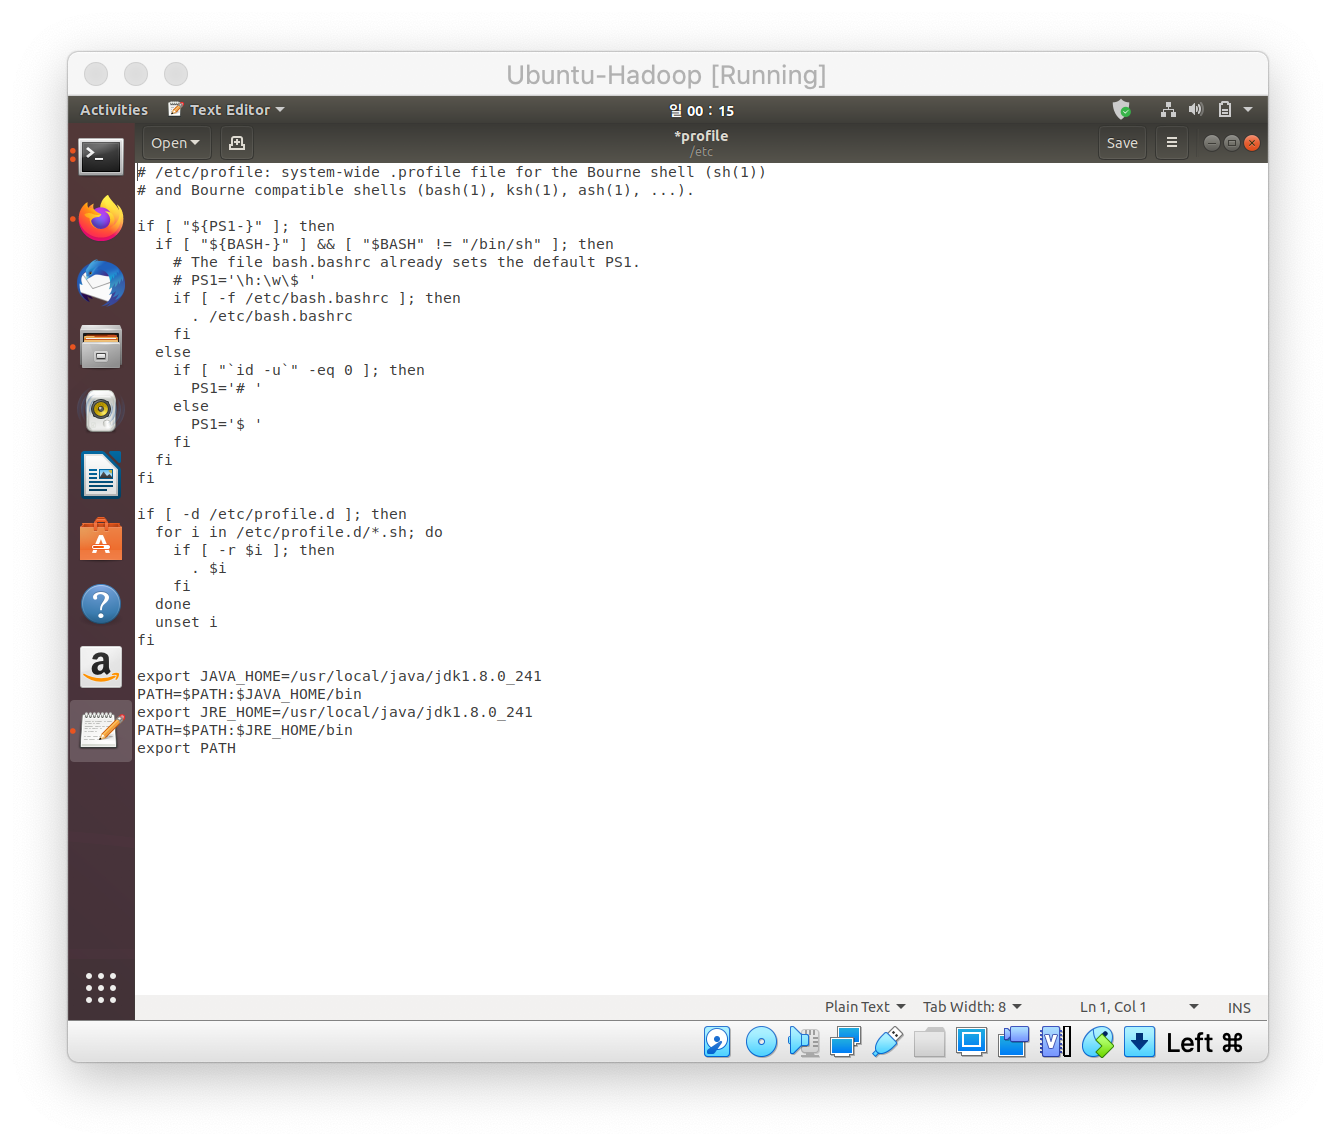 Ubuntu-Hadoop [Running]
Activities Text Editor 일 00 : 15
Open *profile Save
/etc
# /etc/profile: system-wide .profile file for the Bourne shell (sh(1))
# and Bourne compatible shells (bash(1), ksh(1), ash(1), ...).

if [ "${PS1-}" ]; then
  if [ "${BASH-}" ] && [ "$BASH" != "/bin/sh" ]; then
    # The file bash.bashrc already sets the default PS1.
    # PS1='\h:\w\$ '
    if [ -f /etc/bash.bashrc ]; then
      . /etc/bash.bashrc
    fi
  else
    if [ "`id -u`" -eq 0 ]; then
      PS1='# '
    else
      PS1='$ '
    fi
  fi
fi

if [ -d /etc/profile.d ]; then
  for i in /etc/profile.d/*.sh; do
    if [ -r $i ]; then
      . $i
    fi
  done
  unset i
fi

export JAVA_HOME=/usr/local/java/jdk1.8.0_241
PATH=$PATH:$JAVA_HOME/bin
export JRE_HOME=/usr/local/java/jdk1.8.0_241
PATH=$PATH:$JRE_HOME/bin
export PATH
Plain Text Tab Width: 8 Ln 1, Col 1 INS
Left ⌘